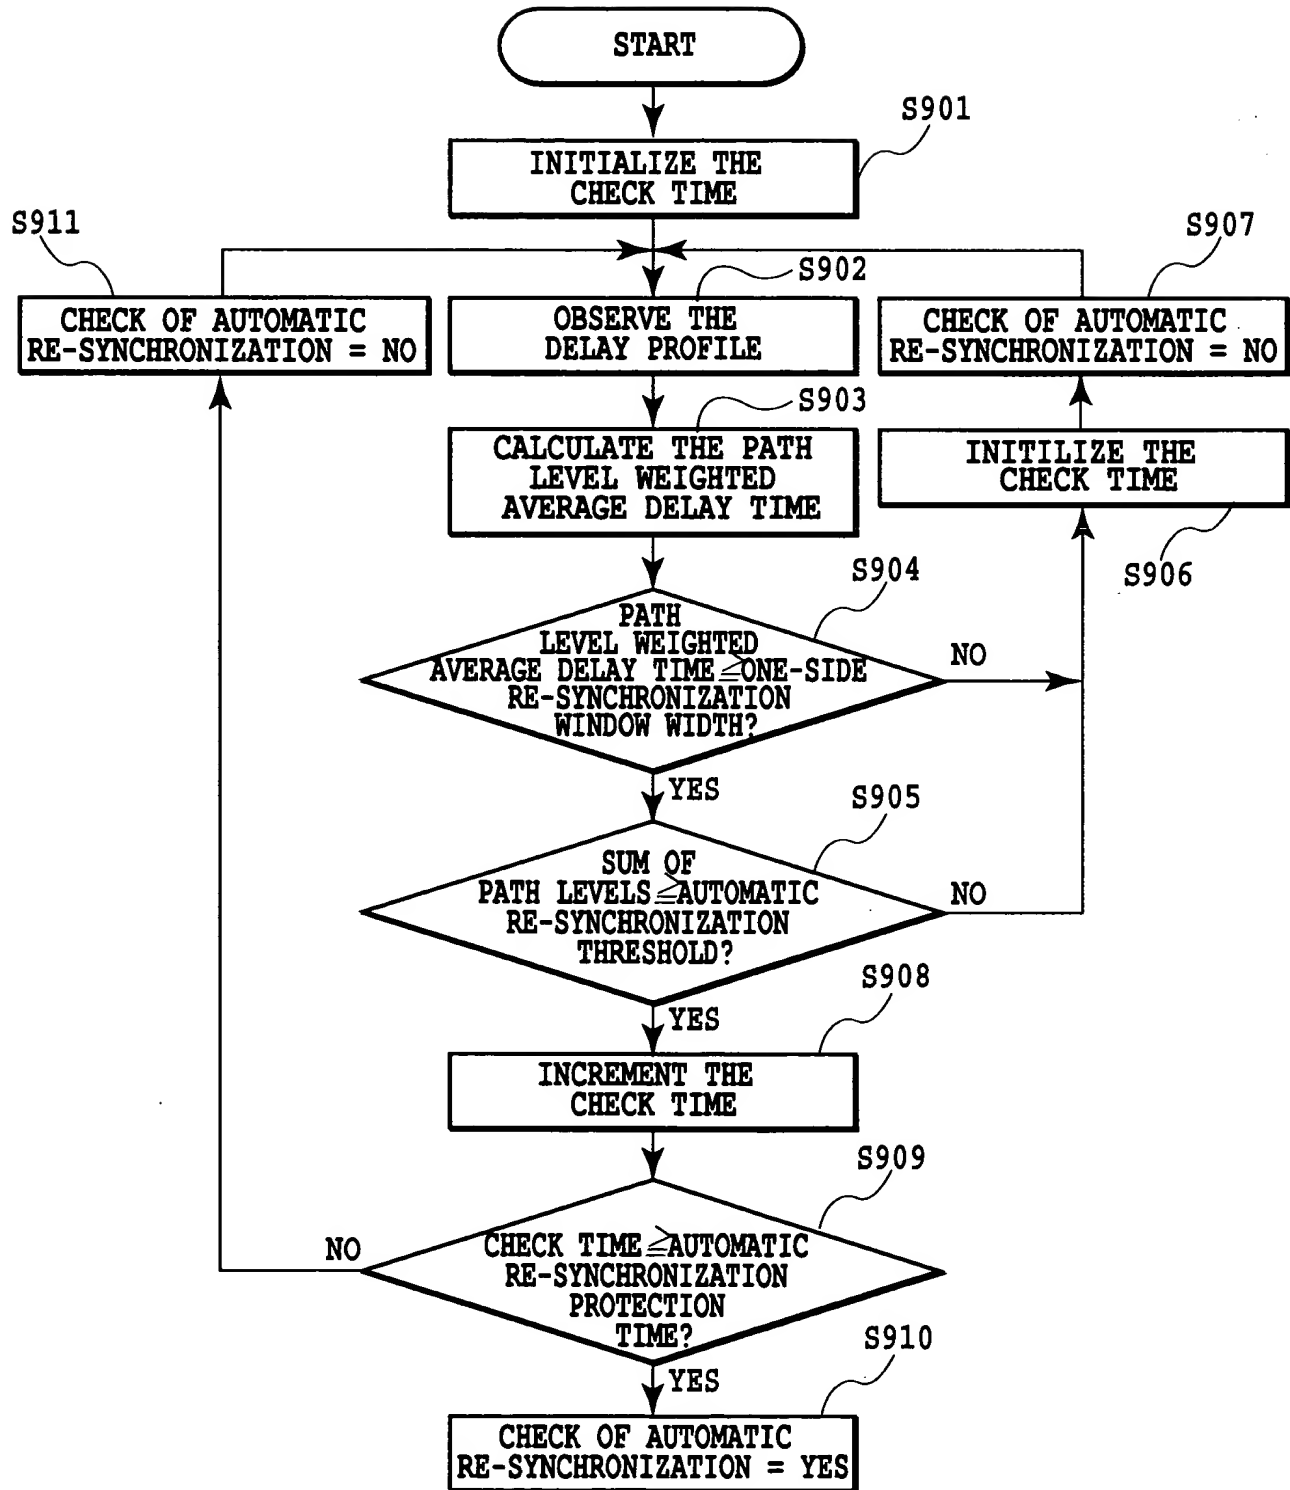 START
S901
INITIALIZE THE
CHECK TIME
S911
S907
S902
CHECK OF AUTOMATIC
RE-SYNCHRONIZATION = NO
OBSERVE THE
DELAY PROFILE
CHECK OF AUTOMATIC
RE-SYNCHRONIZATION = NO
S903
CALCULATE THE PATH
LEVEL WEIGHTED
AVERAGE DELAY TIME
INITILIZE THE
CHECK TIME
S906
S904
PATH
LEVEL WEIGHTED
AVERAGE DELAY TIME≧ONE-SIDE
RE-SYNCHRONIZATION
WINDOW WIDTH?
NO
YES
S905
SUM OF
PATH LEVELS≧AUTOMATIC
RE-SYNCHRONIZATION
THRESHOLD?
NO
YES
S908
INCREMENT THE
CHECK TIME
S909
CHECK TIME≧AUTOMATIC
RE-SYNCHRONIZATION
PROTECTION
TIME?
NO
YES
S910
CHECK OF AUTOMATIC
RE-SYNCHRONIZATION = YES